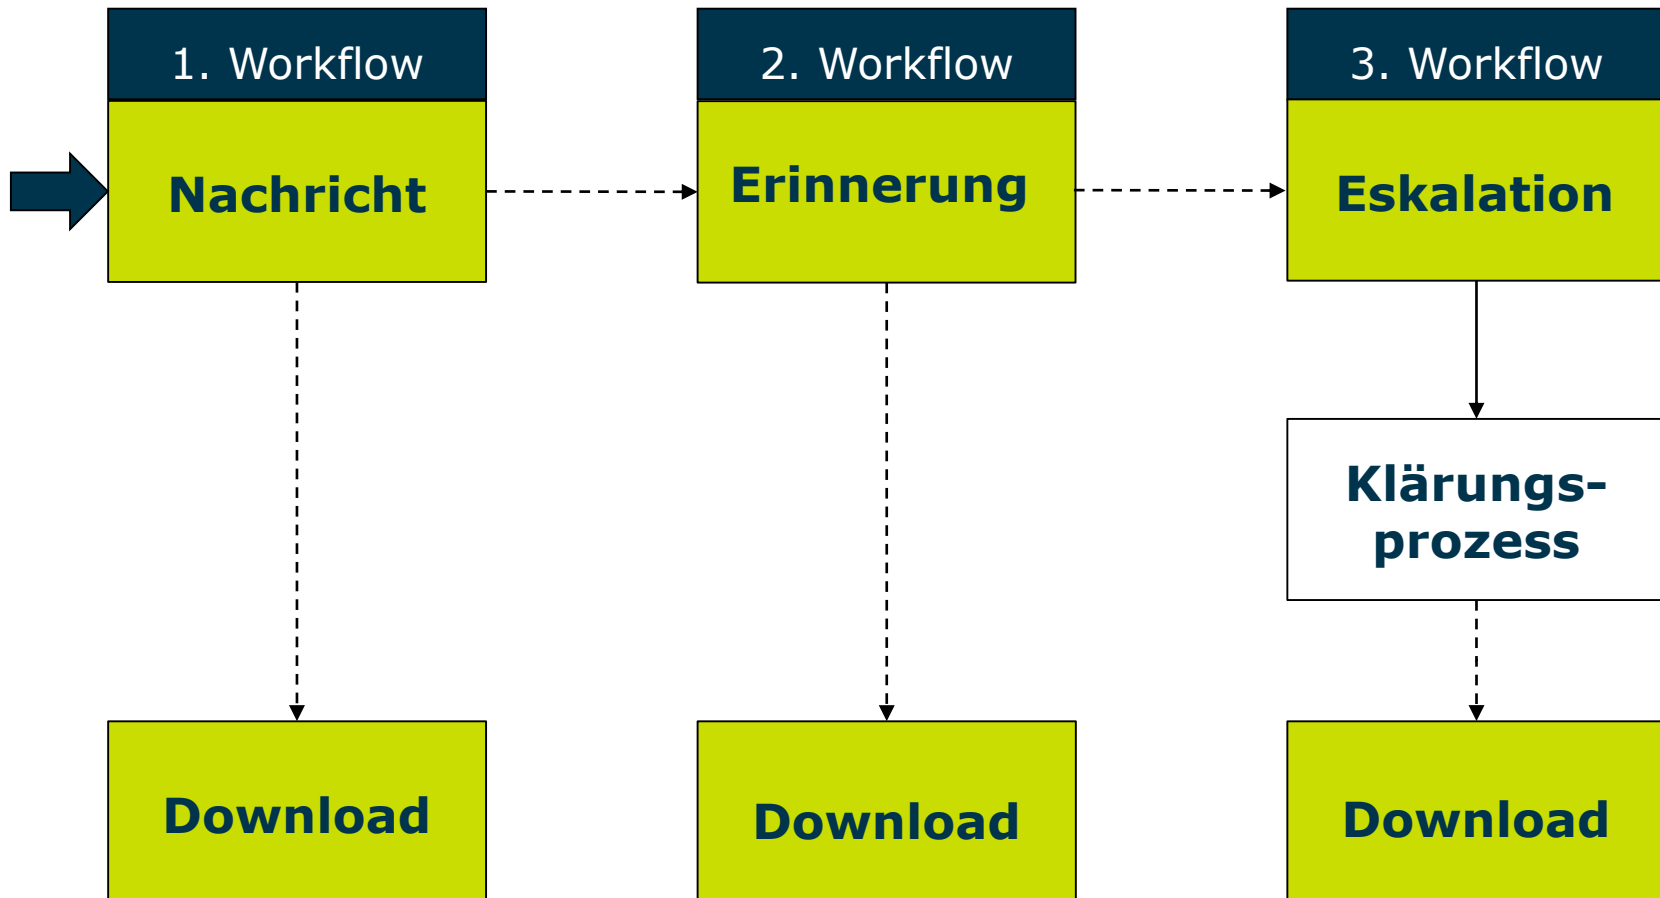 1. Workflow
2. Workflow
3. Workflow
Nachricht
Erinnerung
Eskalation
Klärungs-
prozess
Download
Download
Download